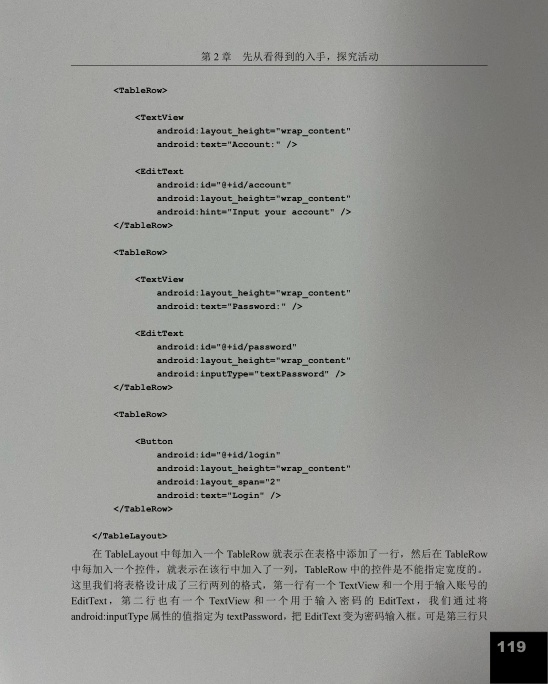 第 2 章 先从看得到的入手，探究活动
<TableRow>
<TextView
android:layout_height="wrap_content"
android:text="Account:" />
<EditText
android:id="@+id/account"
android:layout_height="wrap_content"
android:hint="Input your account" />
</TableRow>
<TableRow>
<TextView
android:layout_height="wrap_content"
android:text="Password:" />
<EditText
android:id="@+id/password"
android:layout_height="wrap_content"
android:inputType="textPassword" />
</TableRow>
<TableRow>
<Button
android:id="@+id/login"
android:layout_height="wrap_content"
android:layout_span="2"
android:text="Login" />
</TableRow>
</TableLayout>
在 TableLayout 中每加入一个 TableRow 就表示在表格中添加了一行，然后在 TableRow
中每加入一个控件，就表示在该行中加入了一列，TableRow 中的控件是不能指定宽度的。
这里我们将表格设计成了三行两列的格式，第一行有一个 TextView 和一个用于输入账号的
EditText，第二行也有一个 TextView 和一个用于输入密码的 EditText，我们通过将
android:inputType 属性的值指定为 textPassword，把 EditText 变为密码输入框。可是第三行只
119